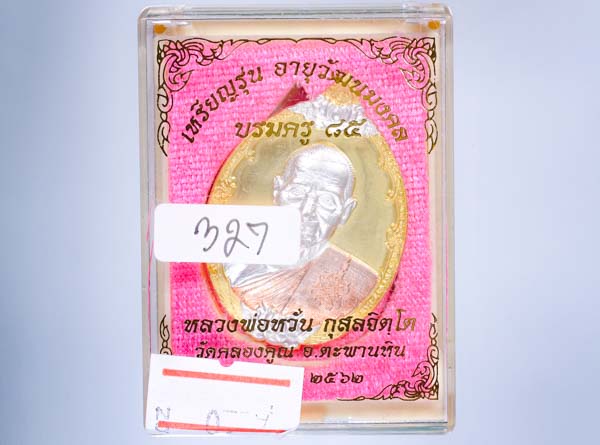 เหรียญรุ่น อายุวัฒนมงคล
บรมครู ๘๕
327
หลวงพ่อหวั่น กุสลจิตฺโต
วัดคลองคูณ อ.ตะพานหิน
๒๕๖๒